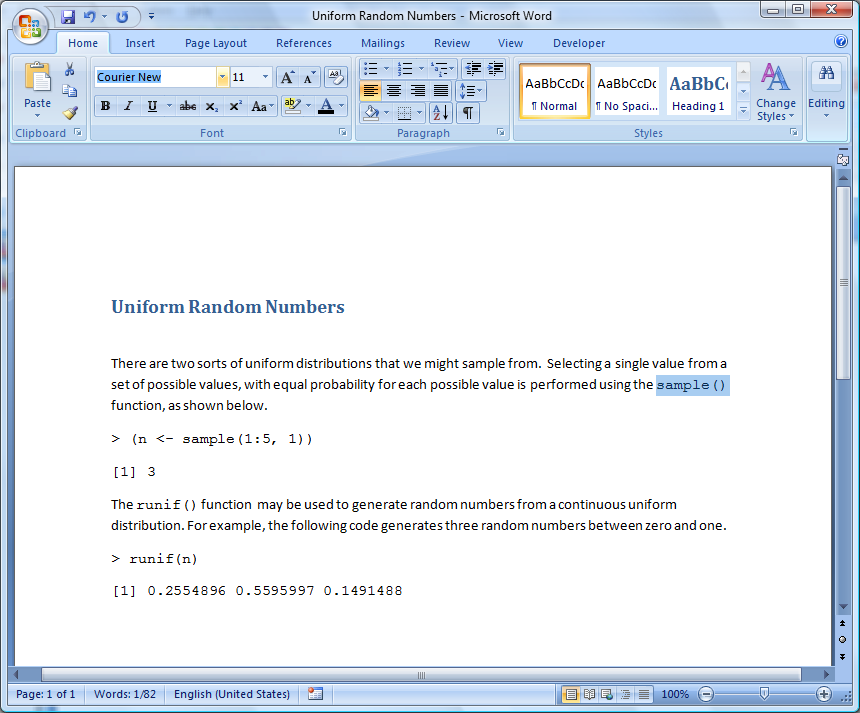 Uniform Random Numbers - Microsoft Word
Home Insert Page Layout References Mailings Review View Developer
Courier New 11
AaBbCcDc AaBbCcDc AaBbC
¶ Normal ¶ No Spaci... Heading 1
Paste Change Styles Editing
Clipboard Font Paragraph Styles
Uniform Random Numbers
There are two sorts of uniform distributions that we might sample from. Selecting a single value from a
set of possible values, with equal probability for each possible value is performed using the sample()
function, as shown below.
> (n <- sample(1:5, 1))
[1] 3
The runif() function may be used to generate random numbers from a continuous uniform
distribution. For example, the following code generates three random numbers between zero and one.
> runif(n)
[1] 0.2554896 0.5595997 0.1491488
Page: 1 of 1 Words: 1/82 English (United States) 100%